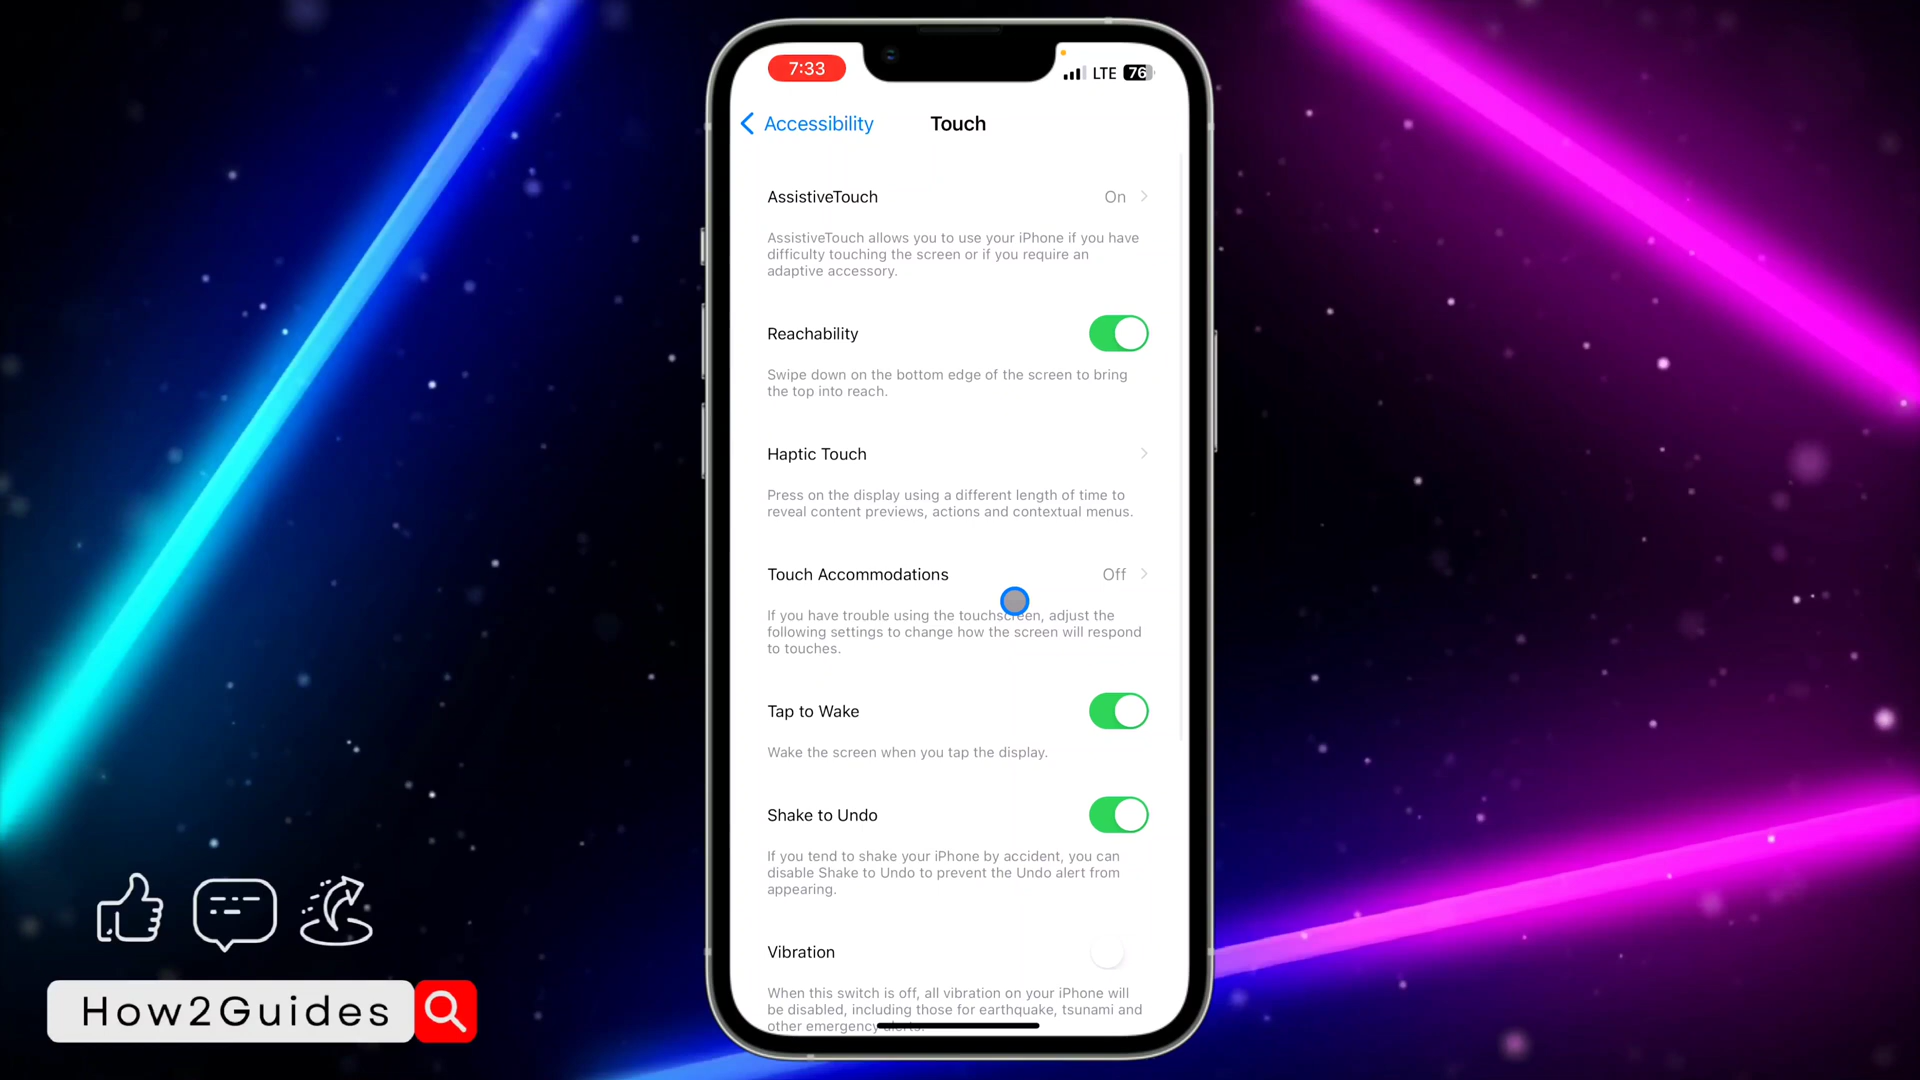 7:33
LTE 76
Accessibility Touch
AssistiveTouch On
AssistiveTouch allows you to use your iPhone if you have
difficulty touching the screen or if you require an
adaptive accessory.
Reachability
Swipe down on the bottom edge of the screen to bring
the top into reach.
Haptic Touch
Press on the display using a different length of time to
reveal content previews, actions and contextual menus.
Touch Accommodations Off
If you have trouble using the touchscreen, adjust the
following settings to change how the screen will respond
to touches.
Tap to Wake
Wake the screen when you tap the display.
Shake to Undo
If you tend to shake your iPhone by accident, you can
disable Shake to Undo to prevent the Undo alert from
appearing.
Vibration
When this switch is off, all vibration on your iPhone will
be disabled, including those for earthquake, tsunami and
other emergency alerts.
How2Guides